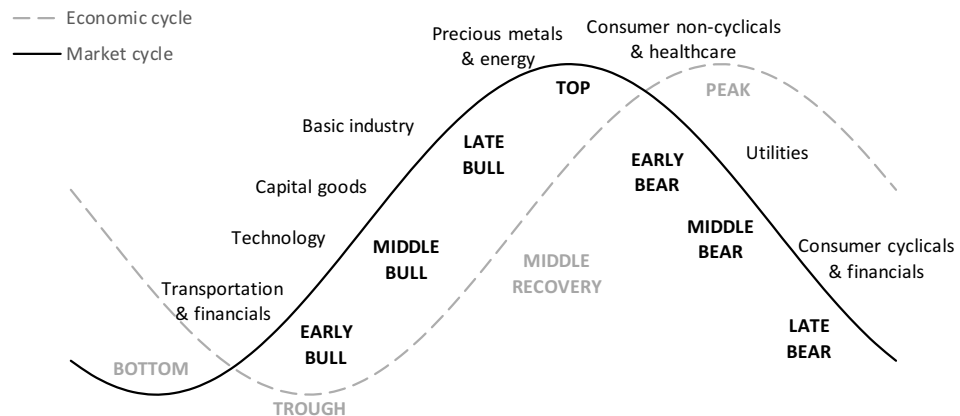 Economic cycle
Market cycle
Precious metals
& energy
Consumer non-cyclicals
& healthcare
TOP
PEAK
Basic industry
LATE
BULL
EARLY
BEAR
Utilities
Capital goods
Technology
MIDDLE
BULL
MIDDLE
RECOVERY
MIDDLE
BEAR
Consumer cyclicals
& financials
Transportation
& financials
EARLY
BULL
LATE
BEAR
BOTTOM
TROUGH